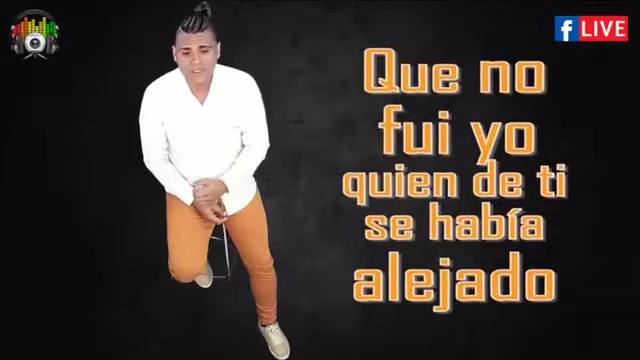 f LIVE
Que no
fui yo
quien de ti
se había
alejado